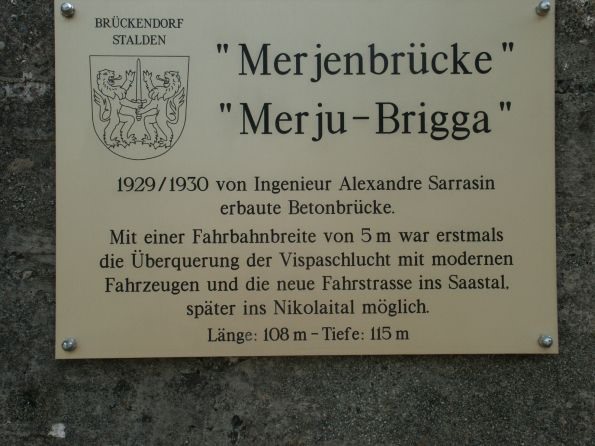 BRÜCKENDORF
STALDEN
"Merjenbrücke"
"Merju-Brigga"
1929/1930 von Ingenieur Alexandre Sarrasin
erbaute Betonbrücke.
Mit einer Fahrbahnbreite von 5 m war erstmals
die Überquerung der Vispaschlucht mit modernen
Fahrzeugen und die neue Fahrstrasse ins Saastal,
später ins Nikolaital möglich.
Länge: 108 m - Tiefe: 115 m